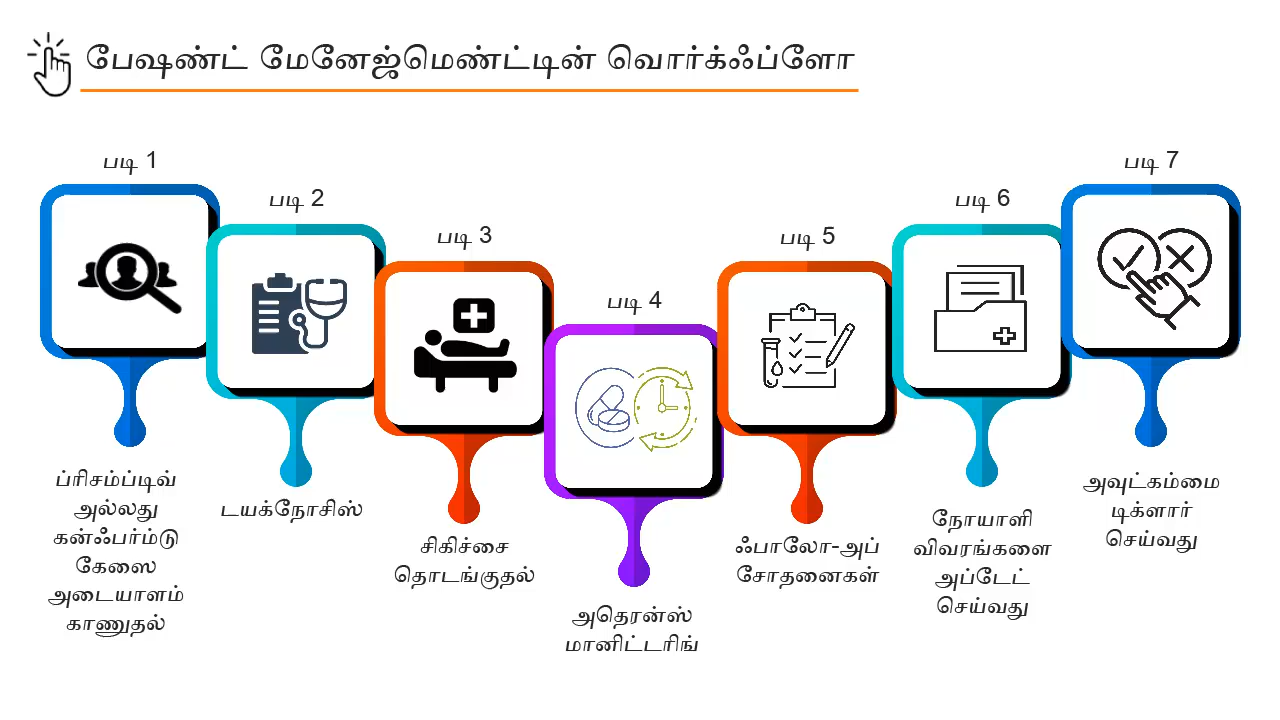 பேஷண்ட் மேனேஜ்மெண்ட்டின் வொர்க்ஃப்ளோ
படி 1
ப்ரிசம்ப்டிவ்
அல்லது
கன்ஃபர்ம்டு
கேஸை
அடையாளம்
காணுதல்
படி 2
டயக்நோசிஸ்
படி 3
சிகிச்சை
தொடங்குதல்
படி 4
அதெரன்ஸ்
மானிட்டரிங்
படி 5
ஃபாலோ-அப்
சோதனைகள்
படி 6
நோயாளி
விவரங்களை
அப்டேட்
செய்வது
படி 7
அவுட்கம்மை
டிக்ளார்
செய்வது